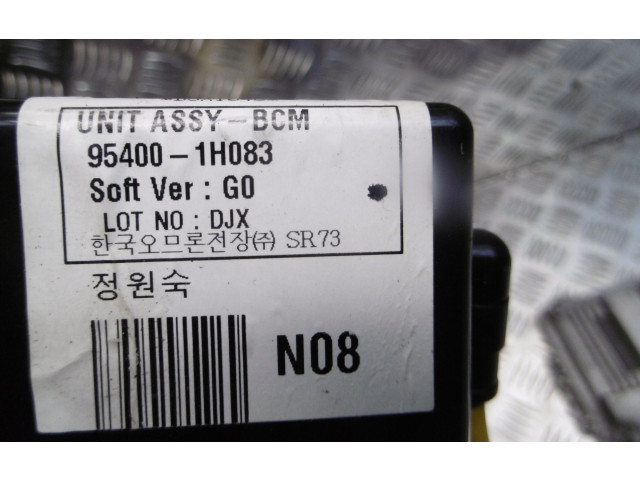 UNIT ASSY-BCM
95400-1H083
Soft Ver : G0
LOT NO : DJX
한국오므론전장㈜ SR73
정원숙
N08